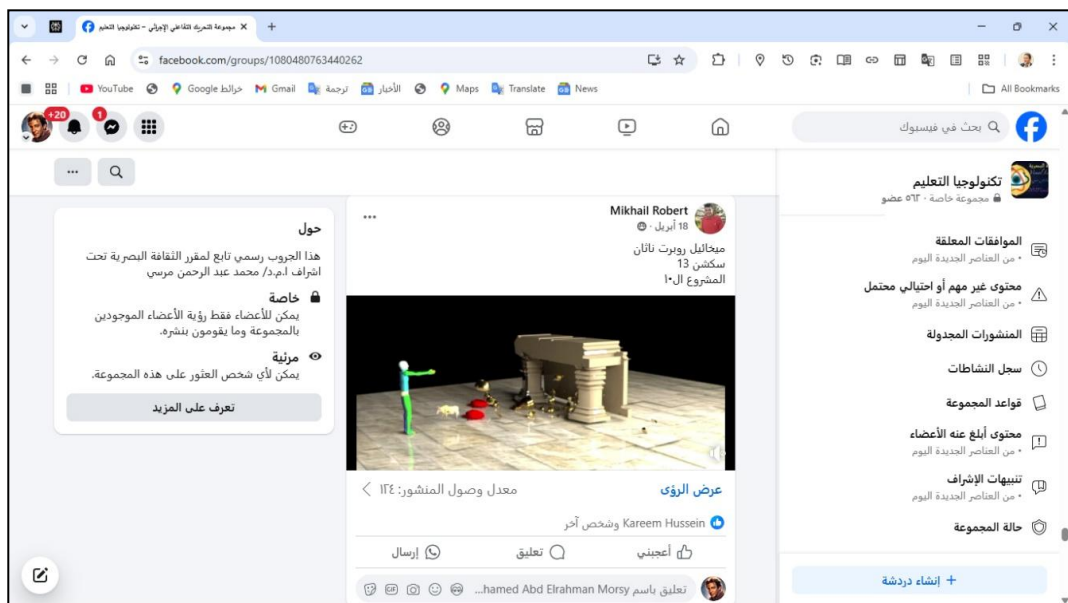 مجموعة التحريك التفاعلي الإجرائي - تكنولوجيا التعليم
facebook.com/groups/1080480763440262
YouTube
خرائط Google
Gmail
ترجمة
الأخبار
Maps
Translate
News
All Bookmarks
+20
1
بحث في فيسبوك
تكنولوجيا التعليم
مجموعة خاصة · ٥٦٢ عضو
الموافقات المعلقة
• من العناصر الجديدة اليوم
محتوى غير مهم أو احتيالي محتمل
• من العناصر الجديدة اليوم
المنشورات المجدولة
سجل النشاطات
قواعد المجموعة
محتوى أبلغ عنه الأعضاء
• من العناصر الجديدة اليوم
تنبيهات الإشراف
• من العناصر الجديدة اليوم
حالة المجموعة
+ إنشاء دردشة
Mikhail Robert
18 أبريل ·
ميخائيل روبرت ناثان
سكشن 13
المشروع ال١٠
عرض الرؤى
معدل وصول المنشور: ١٢٤
Kareem Hussein وشخص آخر
أعجبني
تعليق
إرسال
تعليق باسم hamed Abd Elrahman Morsy...
GIF
حول
هذا الجروب رسمي تابع لمقرر الثقافة البصرية تحت
اشراف ا.م.د/ محمد عبد الرحمن مرسي
خاصة
يمكن للأعضاء فقط رؤية الأعضاء الموجودين
بالمجموعة وما يقومون بنشره.
مرئية
يمكن لأي شخص العثور على هذه المجموعة.
تعرف على المزيد